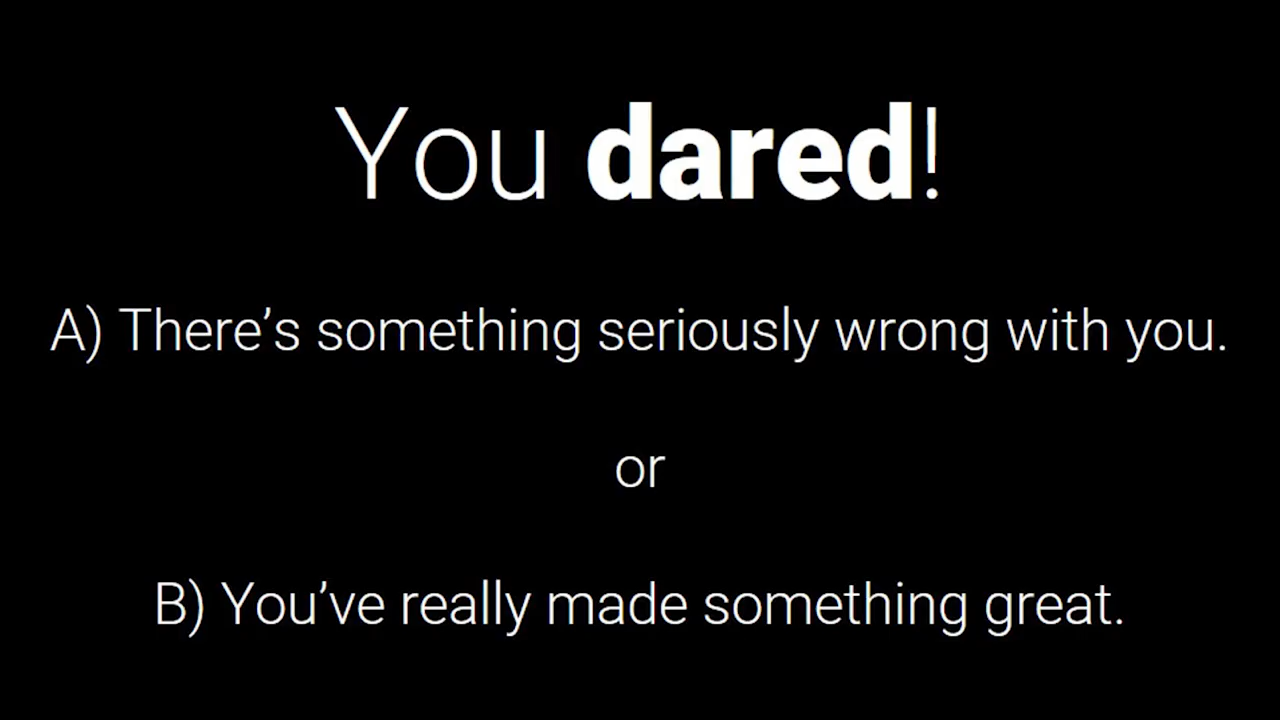 You dared!
A) There’s something seriously wrong with you.
or
B) You’ve really made something great.